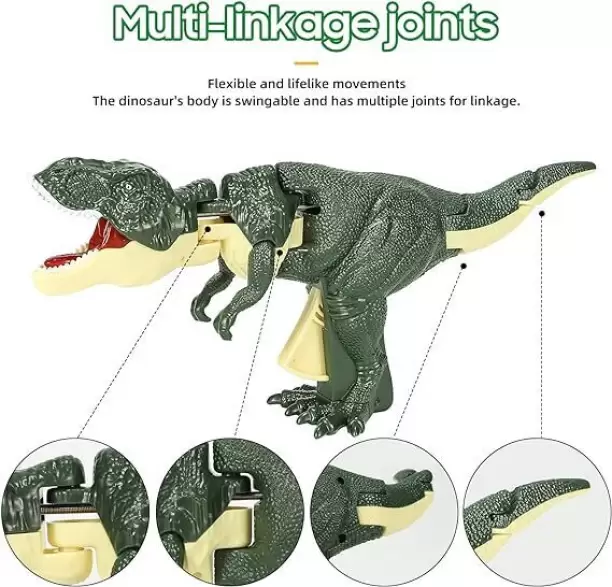 Multi-linkage joints
Flexible and lifelike movements
The dinosaur's body is swingable and has multiple joints for linkage.